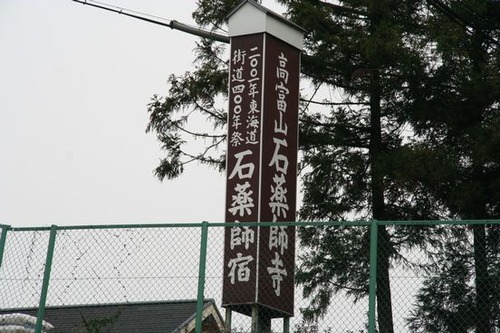 高富山石薬師寺
二〇〇一年東海道
街道四〇〇年祭
石薬師宿